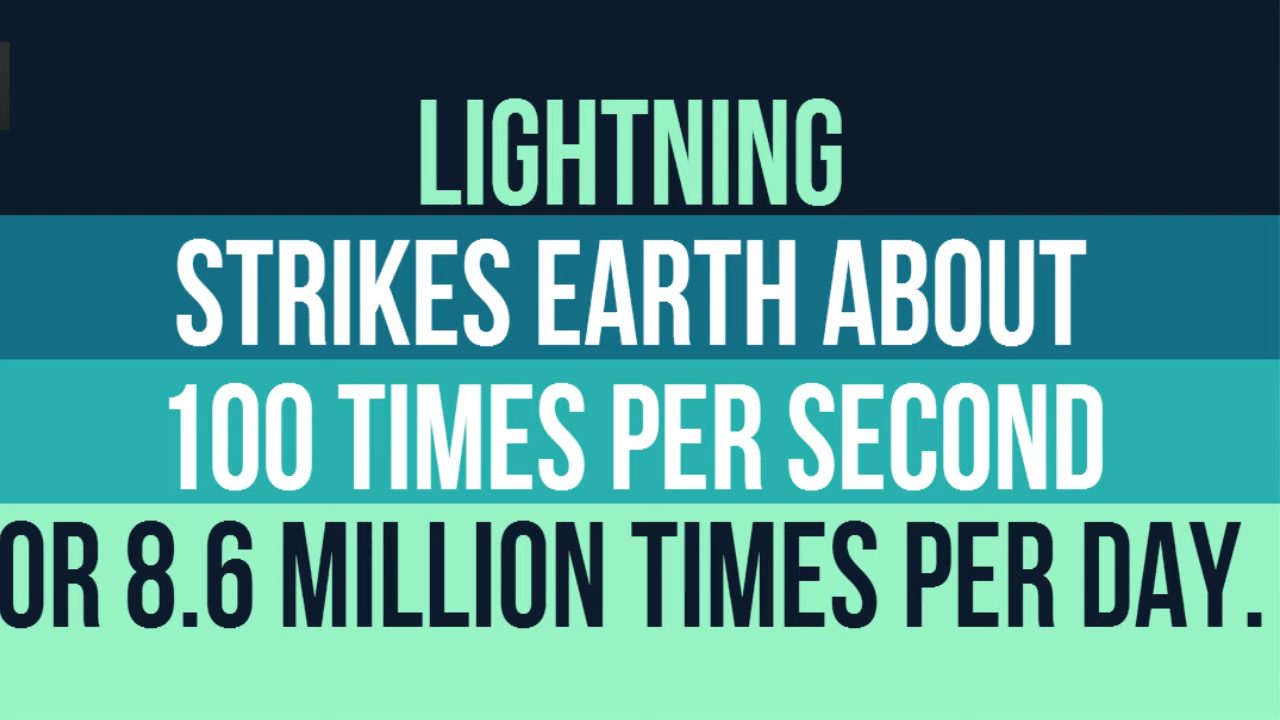 LIGHTNING
STRIKES EARTH ABOUT
100 TIMES PER SECOND
OR 8.6 MILLION TIMES PER DAY.